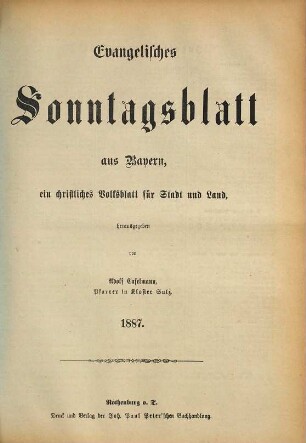 Evangelisches
Sonntagsblatt
aus Bayern,
ein christliches Volksblatt für Stadt und Land,
herausgegeben
von
Adolf Caselmann,
Pfarrer in Kloster Sulz.
1887.
Rothenburg o. T.
Druck und Verlag der Joh. Paul Peter'schen Buchhandlung.